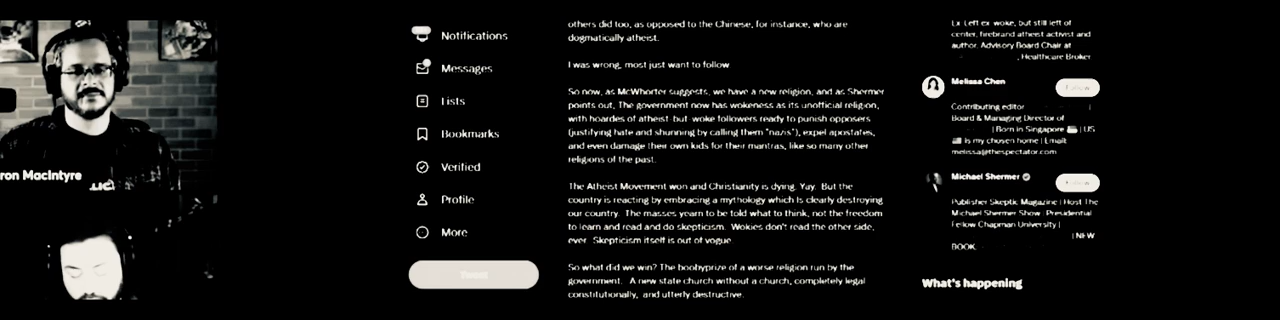 ron MacIntyre
Notifications
Messages
Lists
Bookmarks
Verified
Profile
More
Tweet
others did too, as opposed to the Chinese, for instance, who are
dogmatically atheist.
I was wrong, most just want to follow
So now, as McWhorter suggests, we have a new religion, and as Shermer
points out, The government now has wokeness as its unofficial religion,
with hoardes of atheist-but-woke followers ready to punish opposers
(justifying hate and shunning by calling them "nazis"), expel apostates,
and even damage their own kids for their mantras, like so many other
religions of the past.
The Atheist Movement won and Christianity is dying. Yay. But the
country is reacting by embracing a mythology which is clearly destroying
our country. The masses yearn to be told what to think, not the freedom
to learn and read and do skepticism. Wokies don't read the other side,
ever. Skepticism itself is out of vogue.
So what did we win? The boobyprize of a worse religion run by the
government. A new state church without a church, completely legal
constitutionally, and utterly destructive.
Ex-Left ex-woke, but still left of
center, firebrand atheist activist and
author. Advisory Board Chair at
, Healthcare Broker
Melissa Chen
Follow
Contributing editor |
Board & Managing Director of
| Born in Singapore | US
is my chosen home | Email:
melissa@thespectator.com
Michael Shermer
Follow
Publisher Skeptic Magazine | Host The
Michael Shermer Show. Presidential
Fellow Chapman University |
| NEW
BOOK
What's happening